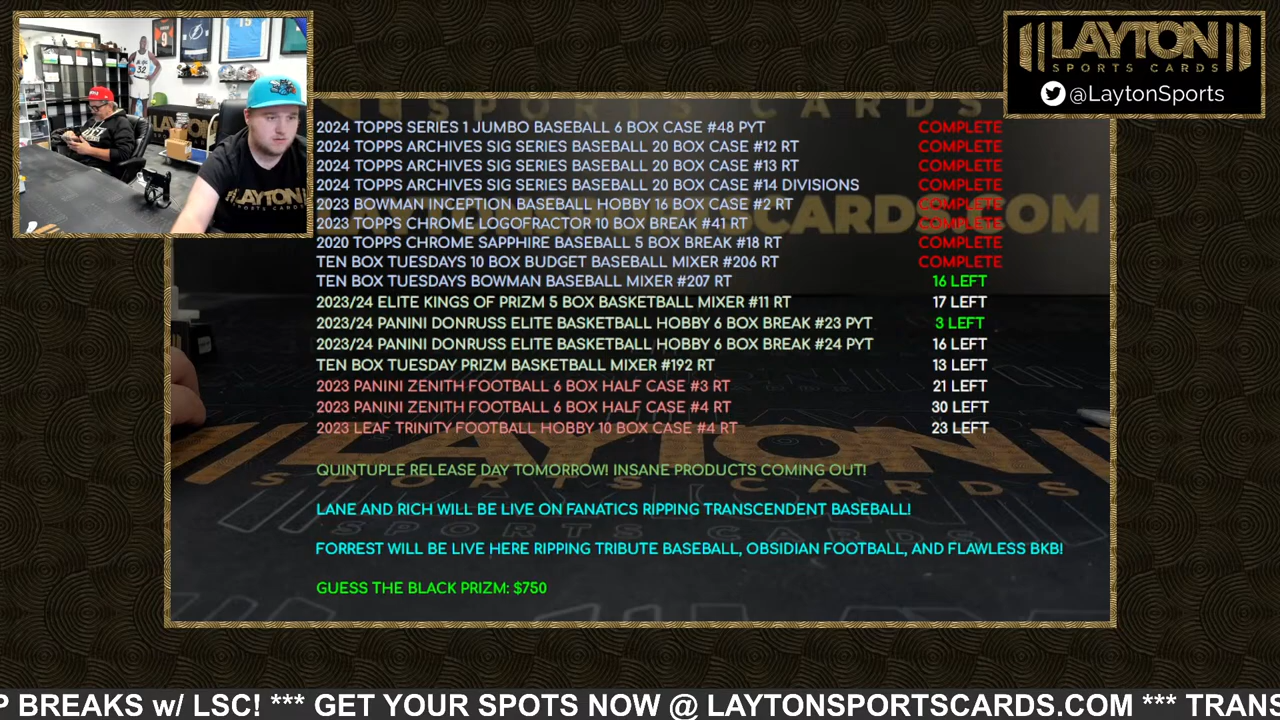 LAYTON
SPORTS CARDS
@LaytonSports
2024 TOPPS SERIES 1 JUMBO BASEBALL 6 BOX CASE #48 PYT COMPLETE
2024 TOPPS ARCHIVES SIG SERIES BASEBALL 20 BOX CASE #12 RT COMPLETE
2024 TOPPS ARCHIVES SIG SERIES BASEBALL 20 BOX CASE #13 RT COMPLETE
2024 TOPPS ARCHIVES SIG SERIES BASEBALL 20 BOX CASE #14 DIVISIONS COMPLETE
2023 BOWMAN INCEPTION BASEBALL HOBBY 16 BOX CASE #2 RT COMPLETE
2023 TOPPS CHROME LOGOFRACTOR 10 BOX BREAK #41 RT COMPLETE
2020 TOPPS CHROME SAPPHIRE BASEBALL 5 BOX BREAK #18 RT COMPLETE
TEN BOX TUESDAYS 10 BOX BUDGET BASEBALL MIXER #206 RT COMPLETE
TEN BOX TUESDAYS BOWMAN BASEBALL MIXER #207 RT 16 LEFT
2023/24 ELITE KINGS OF PRIZM 5 BOX BASKETBALL MIXER #11 RT 17 LEFT
2023/24 PANINI DONRUSS ELITE BASKETBALL HOBBY 6 BOX BREAK #23 PYT 3 LEFT
2023/24 PANINI DONRUSS ELITE BASKETBALL HOBBY 6 BOX BREAK #24 PYT 16 LEFT
TEN BOX TUESDAY PRIZM BASKETBALL MIXER #192 RT 13 LEFT
2023 PANINI ZENITH FOOTBALL 6 BOX HALF CASE #3 RT 21 LEFT
2023 PANINI ZENITH FOOTBALL 6 BOX HALF CASE #4 RT 30 LEFT
2023 LEAF TRINITY FOOTBALL HOBBY 10 BOX CASE #4 RT 23 LEFT
QUINTUPLE RELEASE DAY TOMORROW! INSANE PRODUCTS COMING OUT!
LANE AND RICH WILL BE LIVE ON FANATICS RIPPING TRANSCENDENT BASEBALL!
FORREST WILL BE LIVE HERE RIPPING TRIBUTE BASEBALL, OBSIDIAN FOOTBALL, AND FLAWLESS BKB!
GUESS THE BLACK PRIZM: $750
P BREAKS w/ LSC! *** GET YOUR SPOTS NOW @ LAYTONSPORTSCARDS.COM *** TRANS